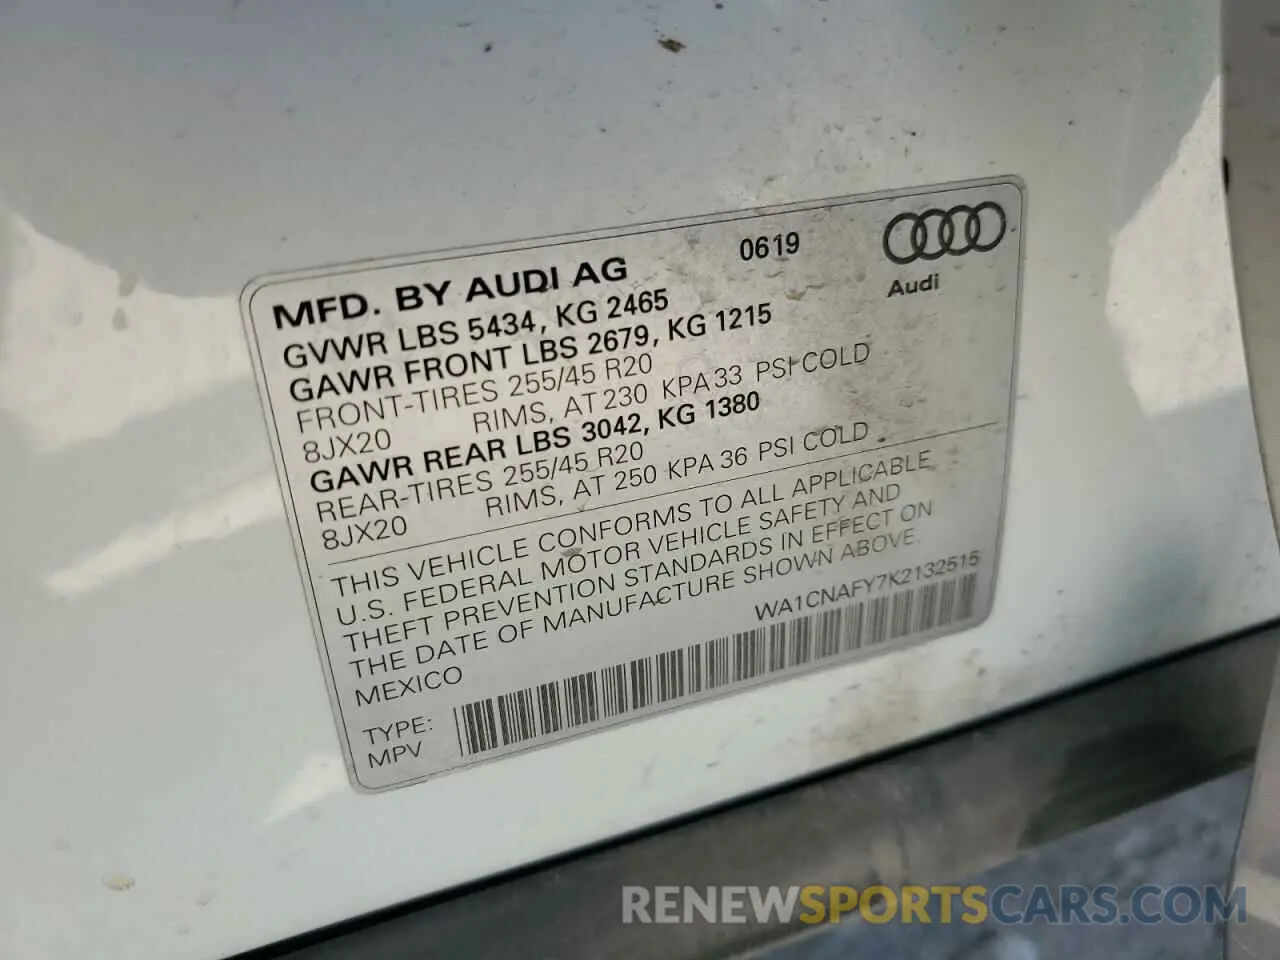 MFD. BY AUDI AG 0619
Audi
GVWR LBS 5434, KG 2465
GAWR FRONT LBS 2679, KG 1215
FRONT-TIRES 255/45 R20
8JX20 RIMS, AT 230 KPA 33 PSI COLD
GAWR REAR LBS 3042, KG 1380
REAR-TIRES 255/45 R20
8JX20 RIMS, AT 250 KPA 36 PSI COLD
THIS VEHICLE CONFORMS TO ALL APPLICABLE
U.S. FEDERAL MOTOR VEHICLE SAFETY AND
THEFT PREVENTION STANDARDS IN EFFECT ON
THE DATE OF MANUFACTURE SHOWN ABOVE.
MEXICO WA1CNAFY7K2132515
TYPE:
MPV
RENEWSPORTSCARS.COM